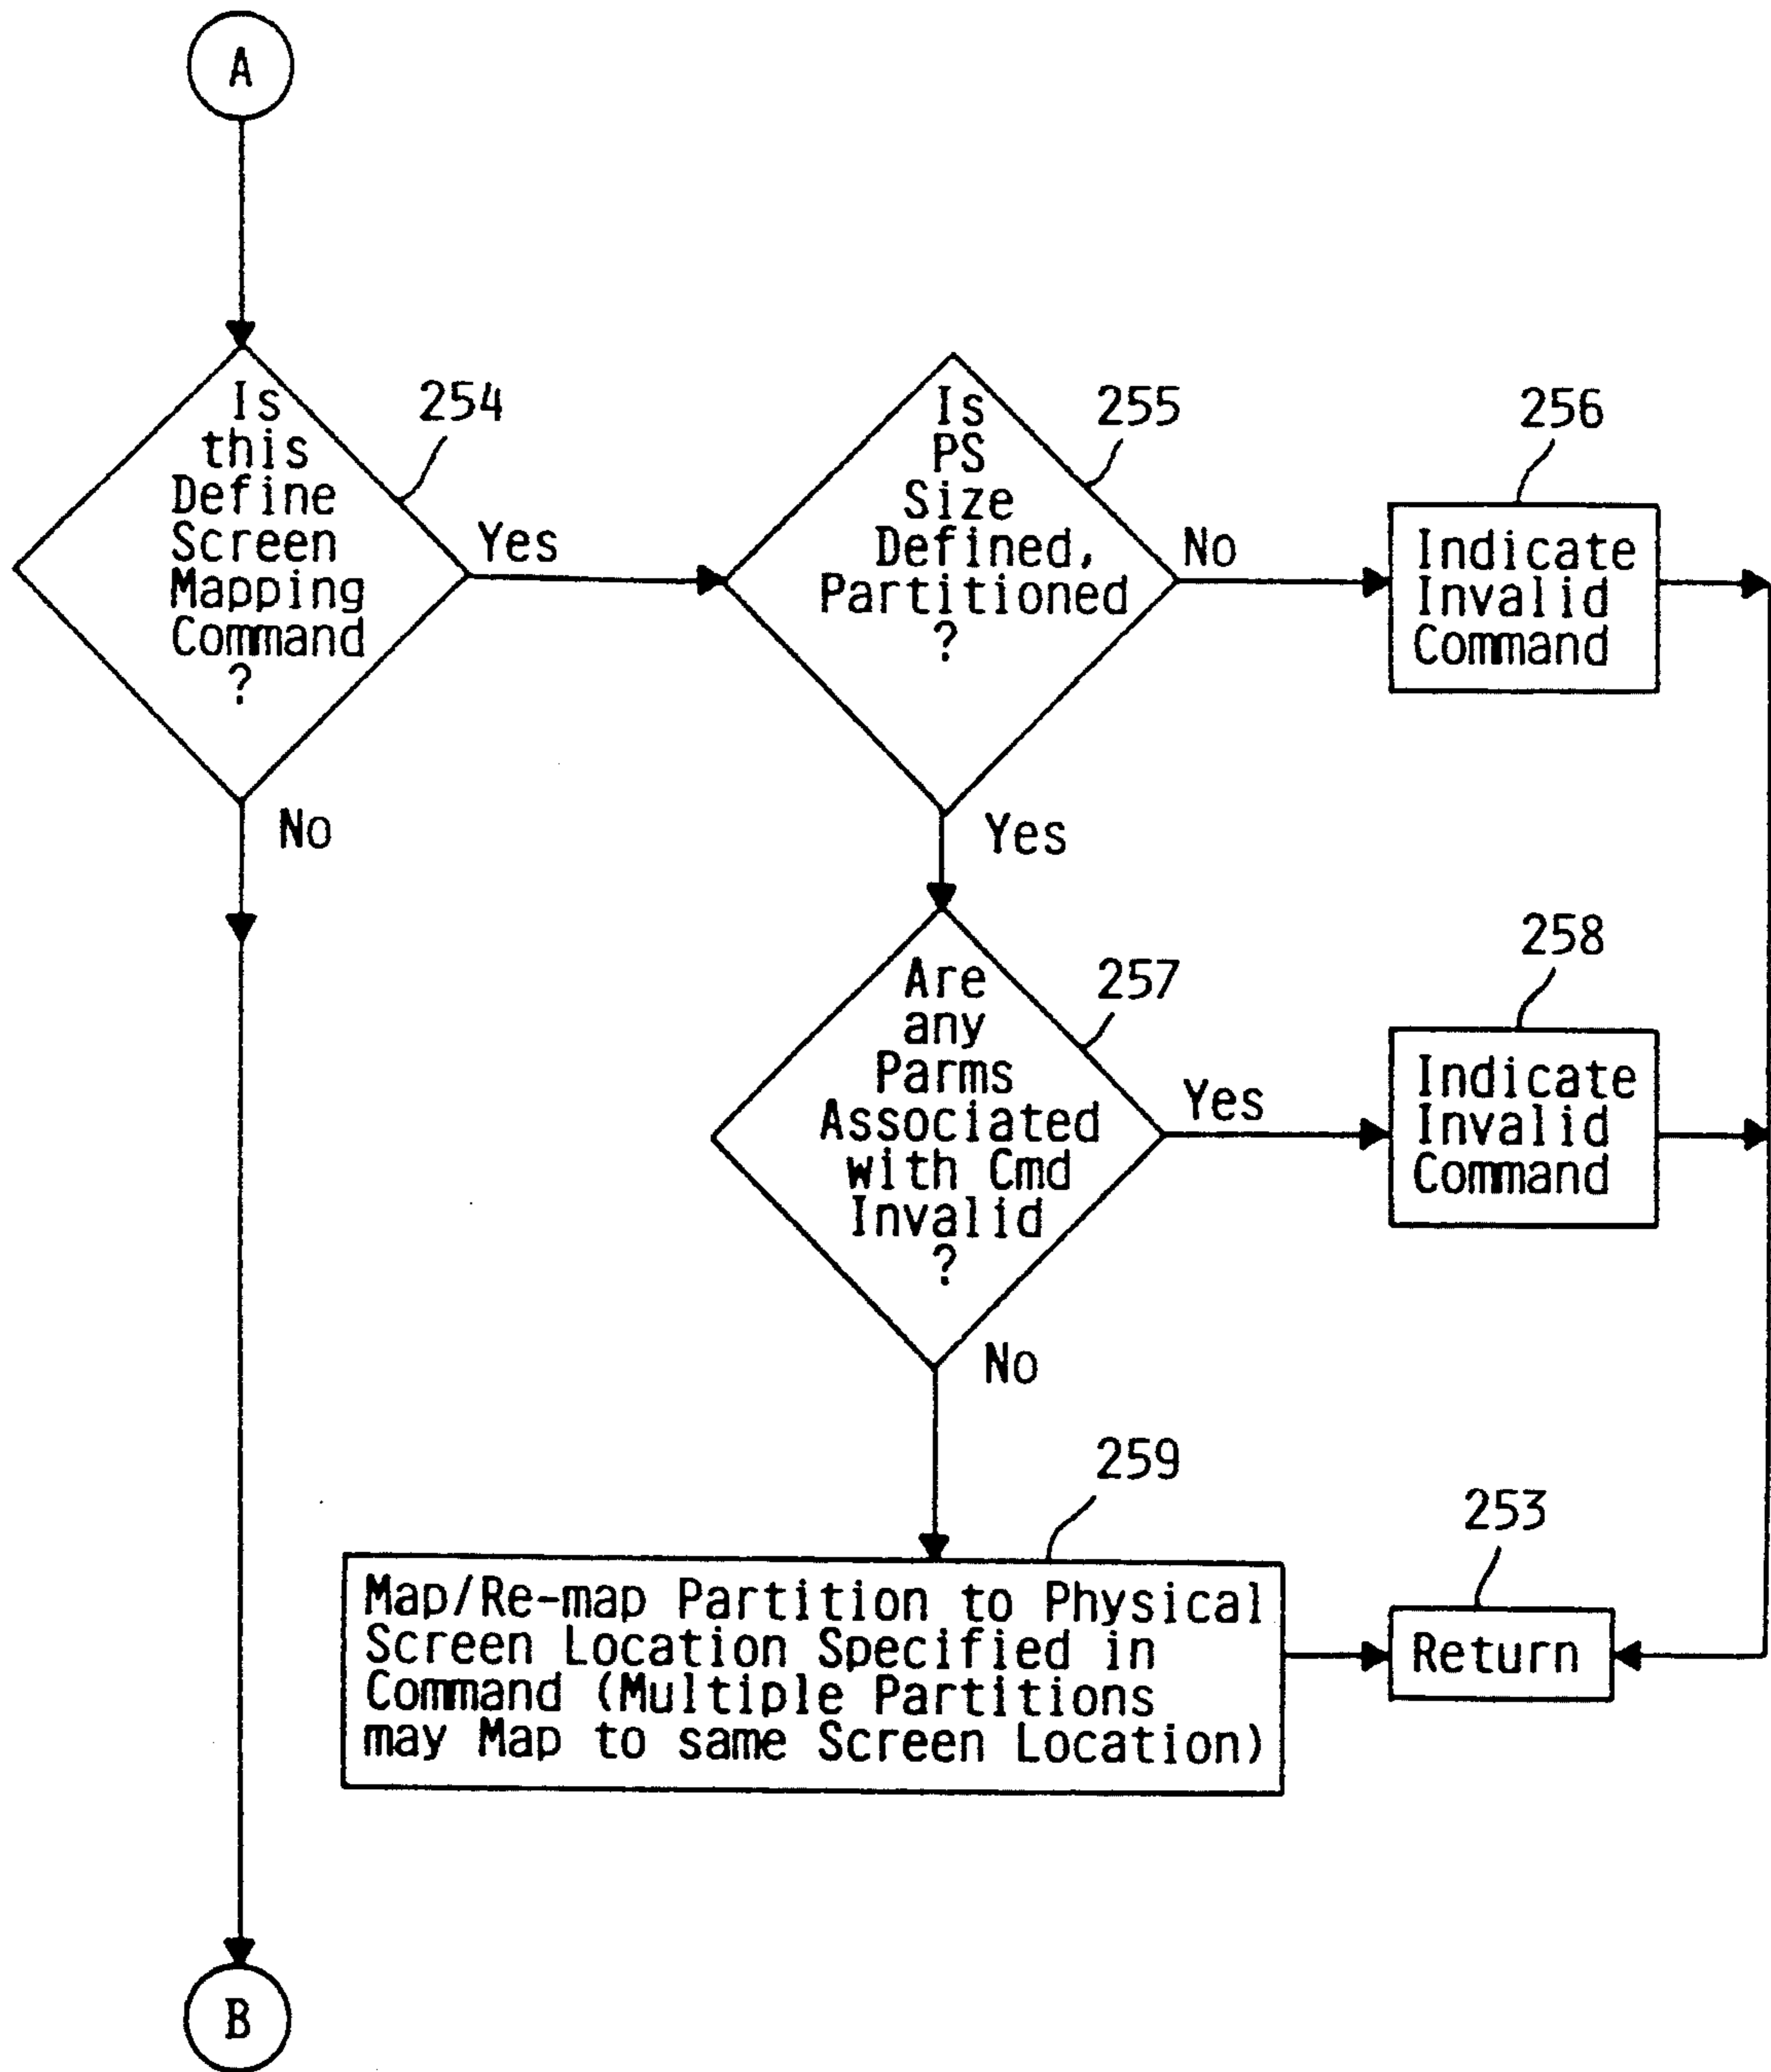 A
Is
this
Define
Screen
Mapping
Command
?
254
Yes
No
Is
PS
Size
Defined,
Partitioned
?
255
No
Yes
256
Indicate
Invalid
Command
Are
any
Parms
Associated
with Cmd
Invalid
?
257
Yes
No
258
Indicate
Invalid
Command
259
Map/Re-map Partition to Physical
Screen Location Specified in
Command (Multiple Partitions
may Map to same Screen Location)
253
Return
B